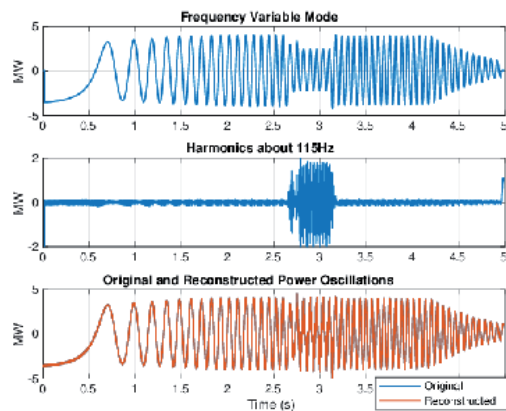 Frequency Variable Mode
5
0
-5
MW
0 0.5 1 1.5 2 2.5 3 3.5 4 4.5 5
Harmonics about 115Hz
2
0
-2
MW
0 0.5 1 1.5 2 2.5 3 3.5 4 4.5 5
Original and Reconstructed Power Oscillations
5
0
-5
MW
0 0.5 1 1.5 2 2.5 3 3.5 4 4.5 5
Time (s)
Original
Reconstructed